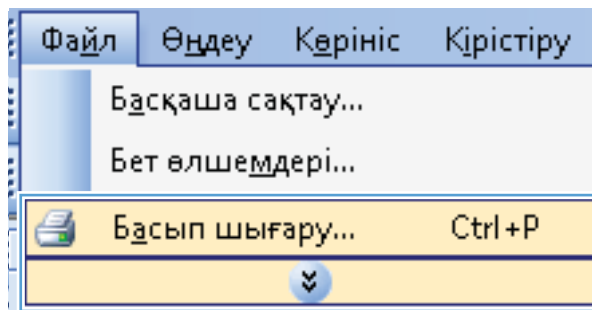 Файл Өңдеу Көрініс Кірістіру
Басқаша сақтау...
Бет өлшемдері...
Басып шығару... Ctrl+P